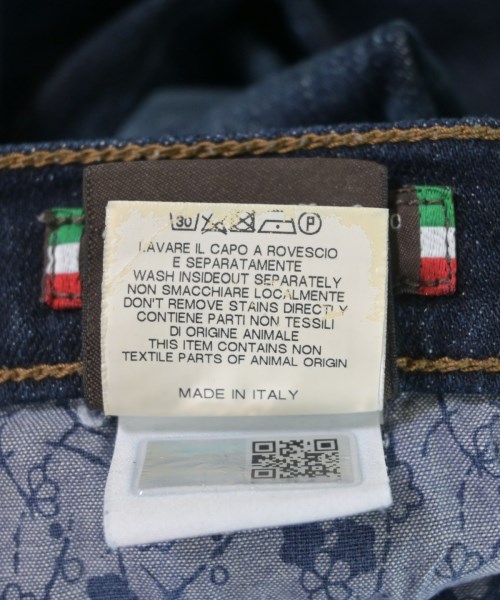 30 P
LAVARE IL CAPO A ROVESCIO
E SEPARATAMENTE
WASH INSIDEOUT SEPARATELY
NON SMACCHIARE LOCALMENTE
DON'T REMOVE STAINS DIRECTLY
CONTIENE PARTI NON TESSILI
DI ORIGINE ANIMALE
THIS ITEM CONTAINS NON
TEXTILE PARTS OF ANIMAL ORIGIN
MADE IN ITALY